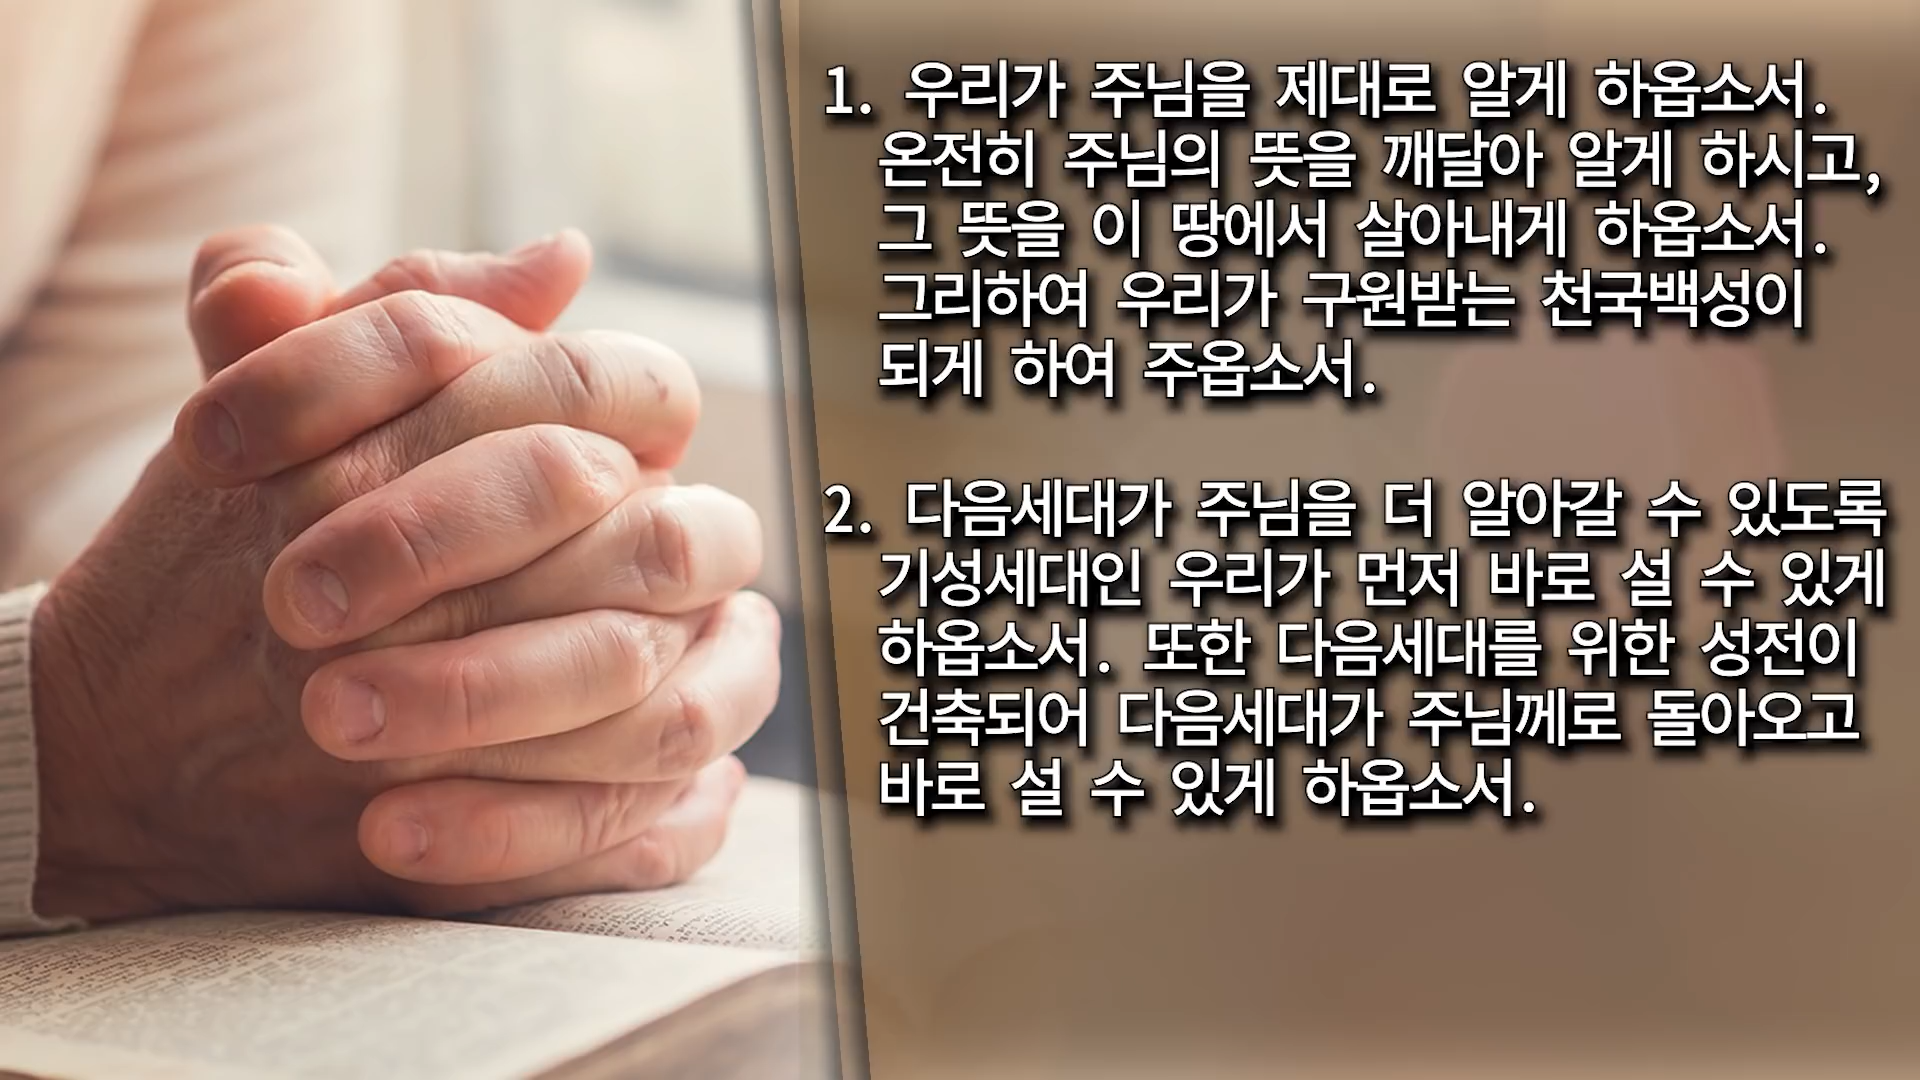 1. 우리가 주님을 제대로 알게 하옵소서.
온전히 주님의 뜻을 깨달아 알게 하시고,
그 뜻을 이 땅에서 살아내게 하옵소서.
그리하여 우리가 구원받는 천국백성이
되게 하여 주옵소서.
2. 다음세대가 주님을 더 알아갈 수 있도록
기성세대인 우리가 먼저 바로 설 수 있게
하옵소서. 또한 다음세대를 위한 성전이
건축되어 다음세대가 주님께로 돌아오고
바로 설 수 있게 하옵소서.